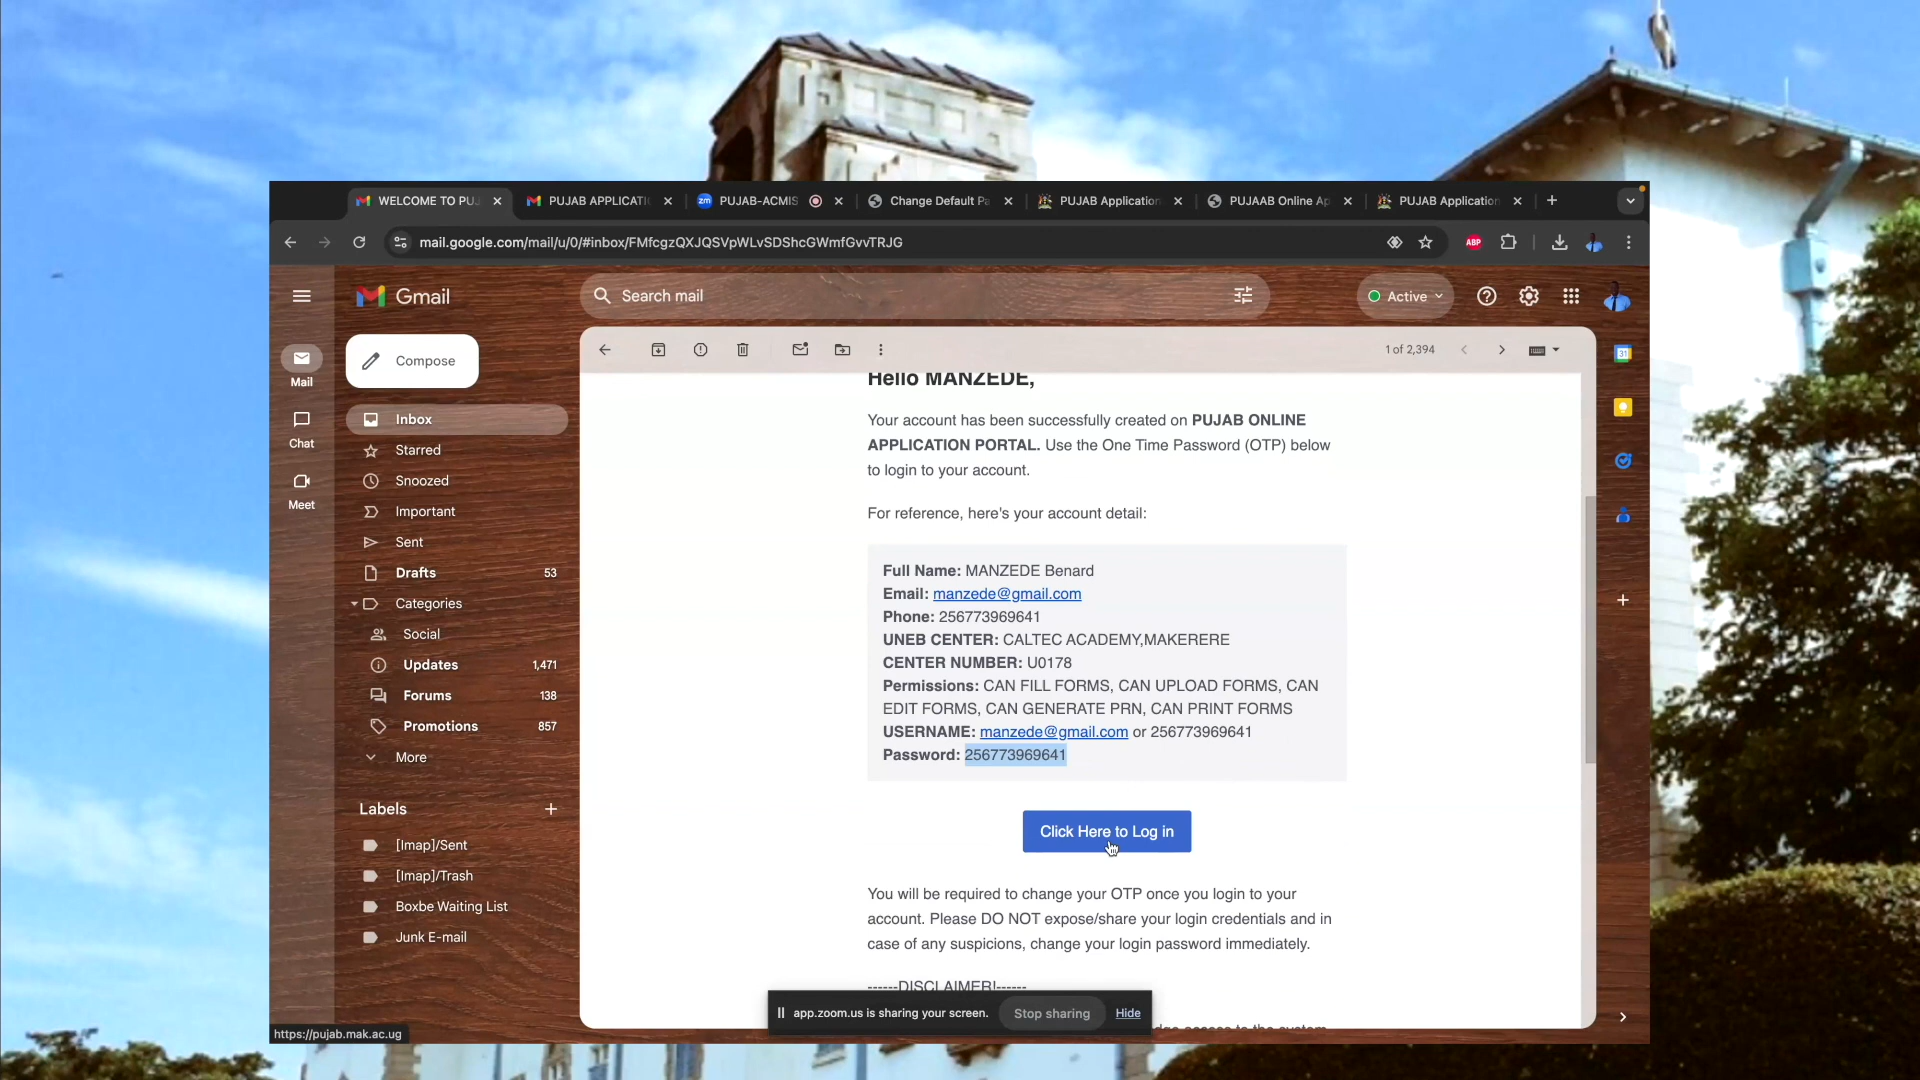 WELCOME TO PUJ
PUJAB APPLICATI
zm PUJAB-ACMIS
Change Default Pa
PUJAB Application
PUJAAB Online Ap
PUJAB Application
mail.google.com/mail/u/0/#inbox/FMfcgzQXJQSVpWLvSDShcGWmfGvvTRJG
ABP
Gmail
Search mail
Active
Mail
Chat
Meet
Compose
Inbox
Starred
Snoozed
Important
Sent
Drafts 53
Categories
Social
Updates 1,471
Forums 138
Promotions 857
More
Labels
[Imap]/Sent
[Imap]/Trash
Boxbe Waiting List
Junk E-mail
1 of 2,394
31
Hello MANZEDE,
Your account has been successfully created on PUJAB ONLINE
APPLICATION PORTAL. Use the One Time Password (OTP) below
to login to your account.
For reference, here's your account detail:
Full Name: MANZEDE Benard
Email: manzede@gmail.com
Phone: 256773969641
UNEB CENTER: CALTEC ACADEMY,MAKERERE
CENTER NUMBER: U0178
Permissions: CAN FILL FORMS, CAN UPLOAD FORMS, CAN
EDIT FORMS, CAN GENERATE PRN, CAN PRINT FORMS
USERNAME: manzede@gmail.com or 256773969641
Password: 256773969641
Click Here to Log in
You will be required to change your OTP once you login to your
account. Please DO NOT expose/share your login credentials and in
case of any suspicions, change your login password immediately.
------DISCLAIMER!------
access to the system
app.zoom.us is sharing your screen. Stop sharing Hide
https://pujab.mak.ac.ug